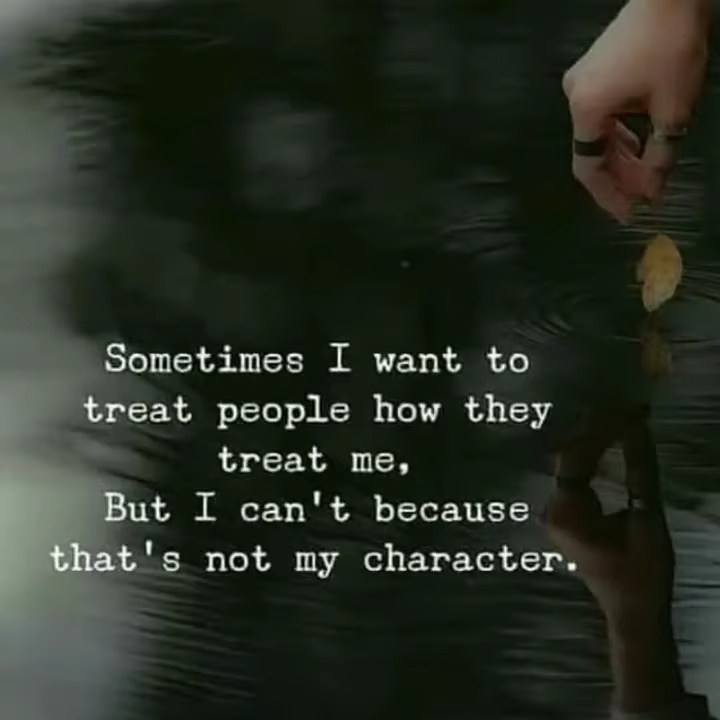 Sometimes I want to
treat people how they
treat me,
But I can't because
that's not my character.